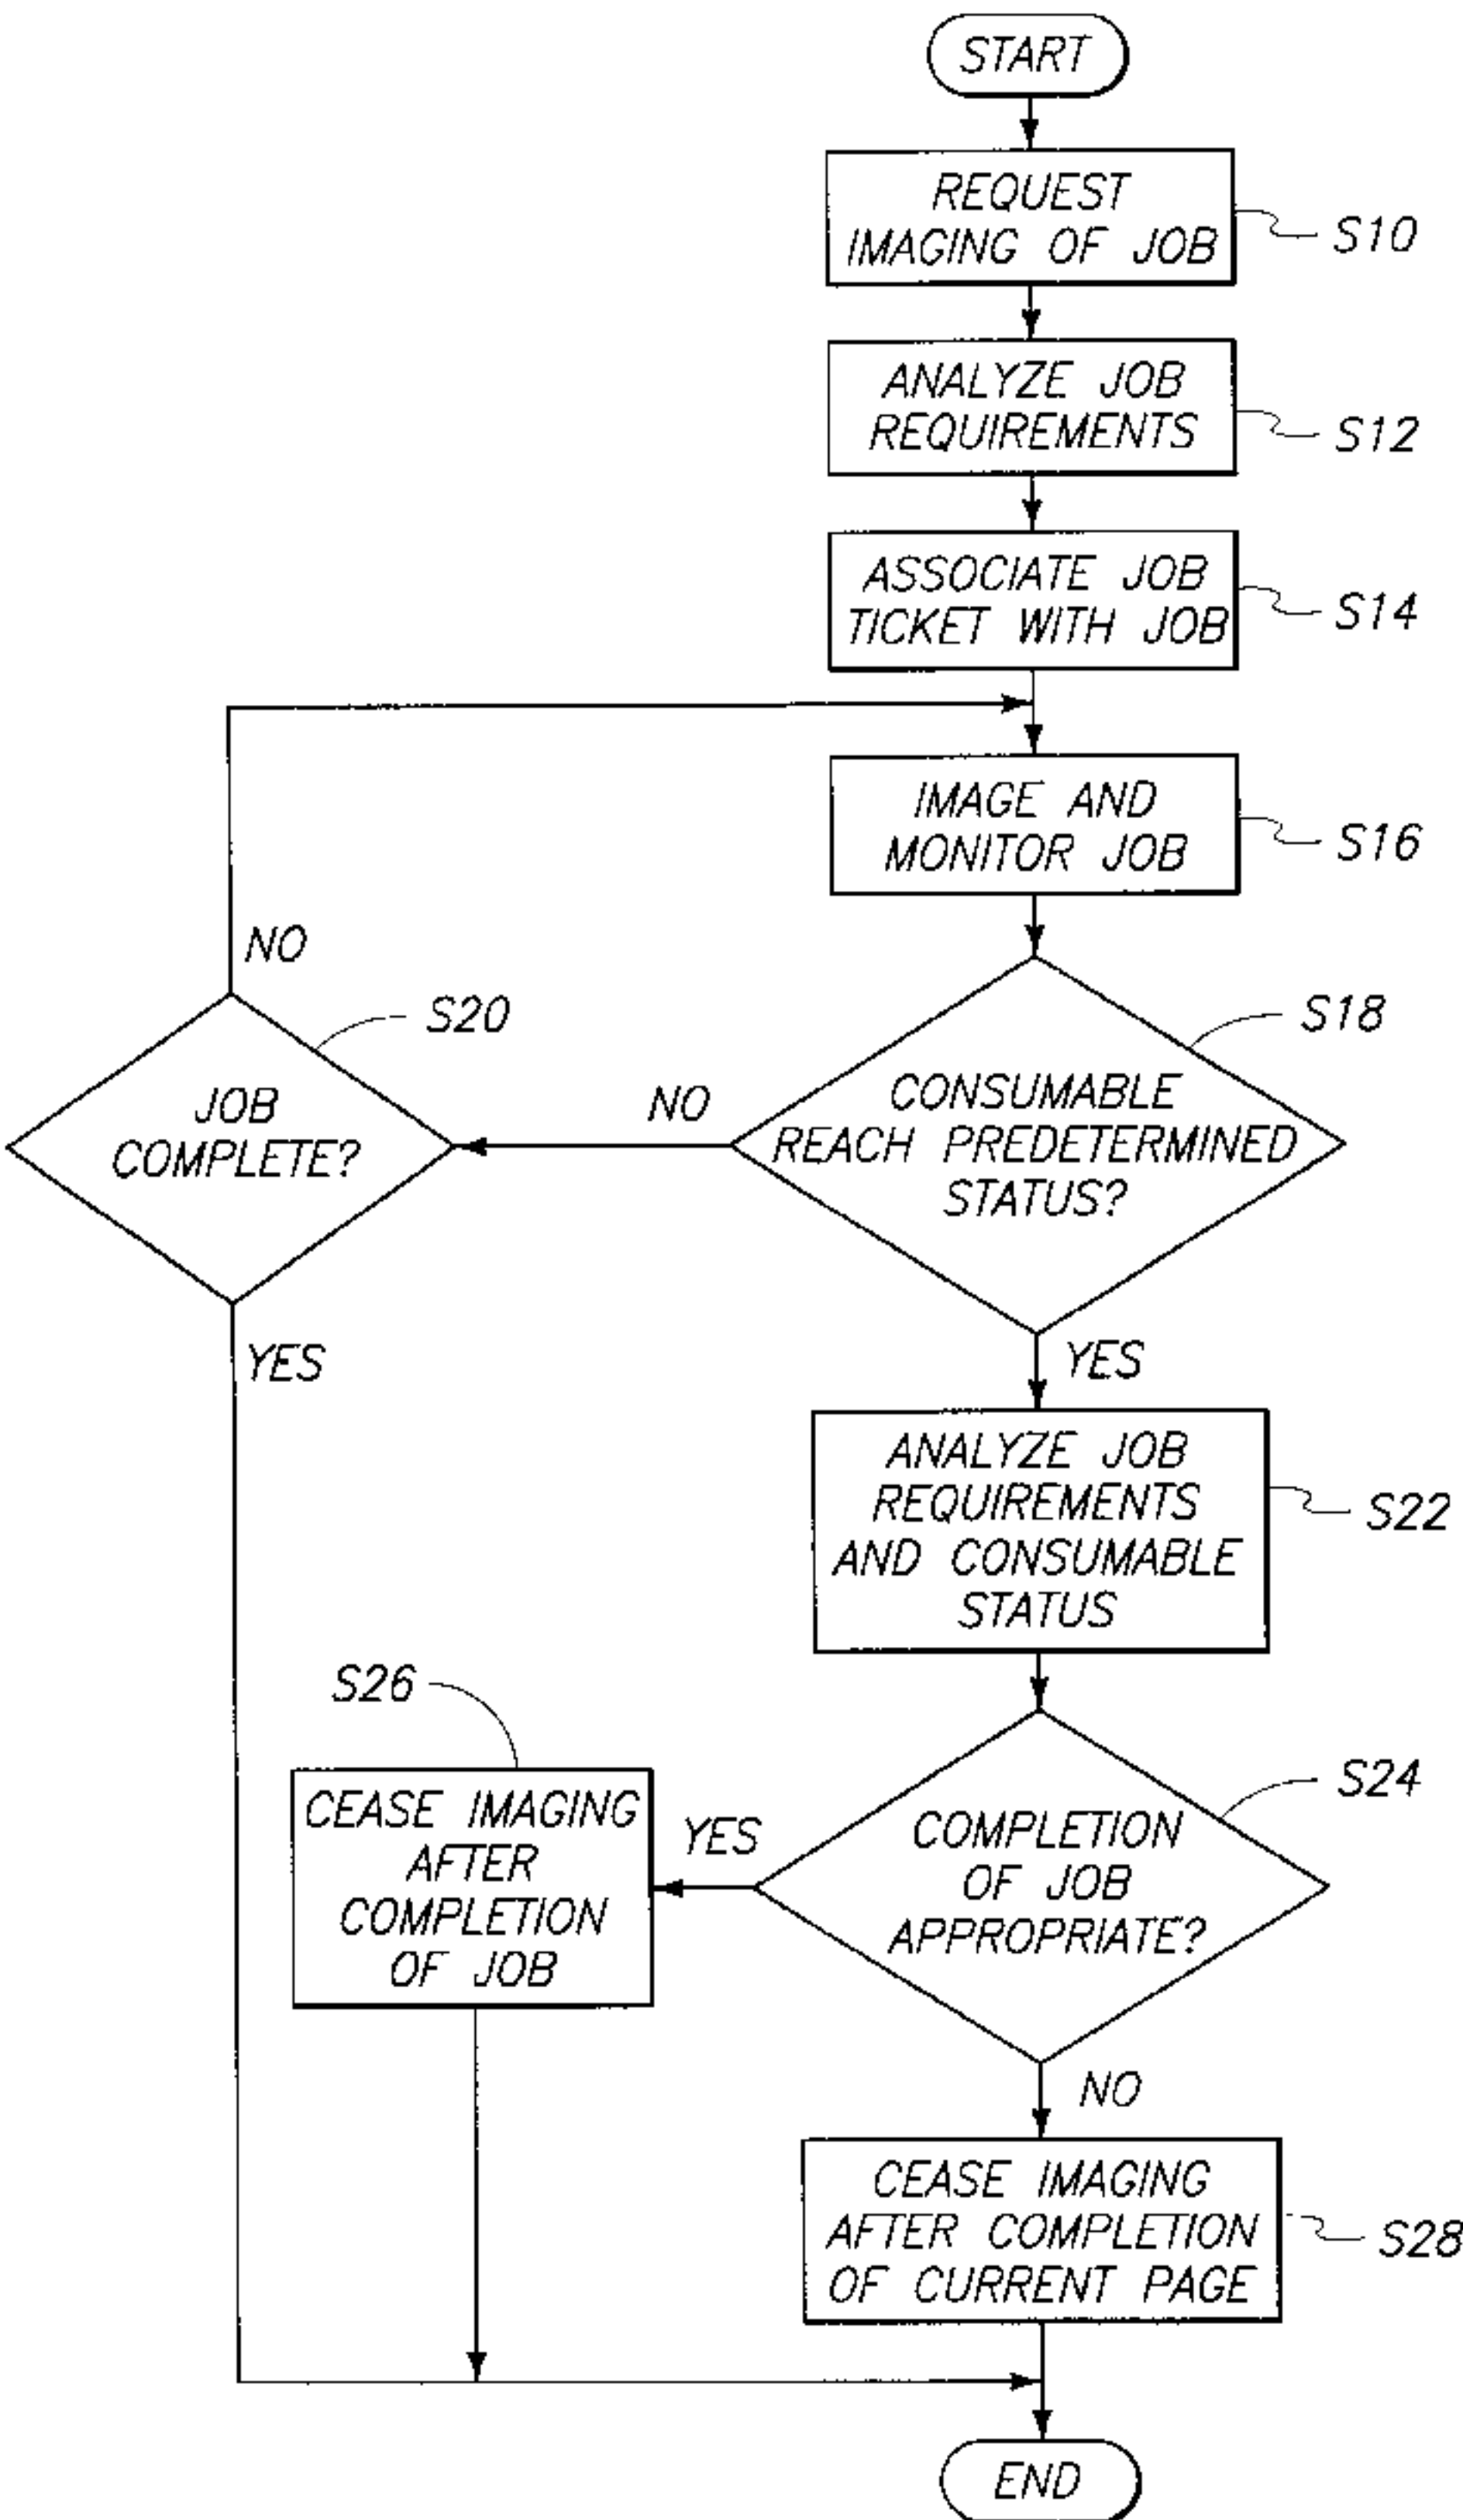 START
REQUEST
IMAGING OF JOB
S10
ANALYZE JOB
REQUIREMENTS
S12
ASSOCIATE JOB
TICKET WITH JOB
S14
IMAGE AND
MONITOR JOB
S16
NO
S20
JOB
COMPLETE?
YES
NO
S18
CONSUMABLE
REACH PREDETERMINED
STATUS?
YES
ANALYZE JOB
REQUIREMENTS
AND CONSUMABLE
STATUS
S22
S26
CEASE IMAGING
AFTER
COMPLETION
OF JOB
YES
S24
COMPLETION
OF JOB
APPROPRIATE?
NO
CEASE IMAGING
AFTER COMPLETION
OF CURRENT PAGE
S28
END